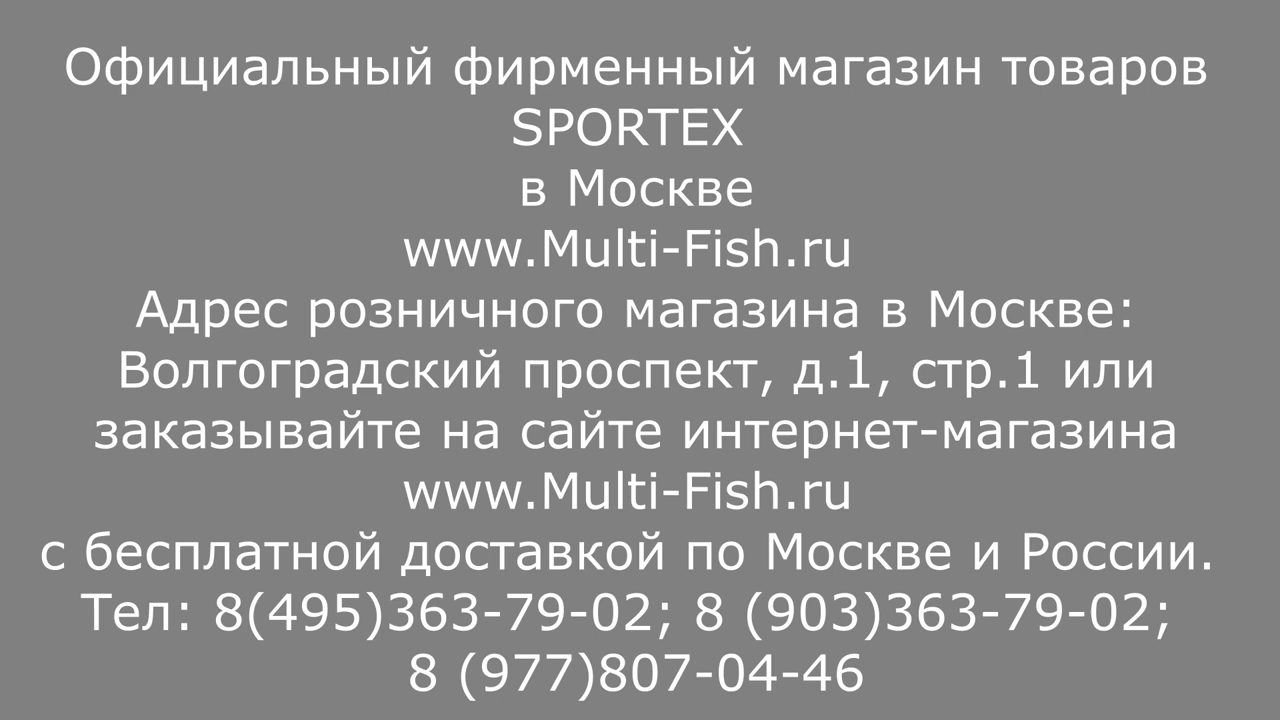 Официальный фирменный магазин товаров
SPORTEX
в Москве
www.Multi-Fish.ru
Адрес розничного магазина в Москве:
Волгоградский проспект, д.1, стр.1 или
заказывайте на сайте интернет-магазина
www.Multi-Fish.ru
с бесплатной доставкой по Москве и России.
Тел: 8(495)363-79-02; 8 (903)363-79-02;
8 (977)807-04-46